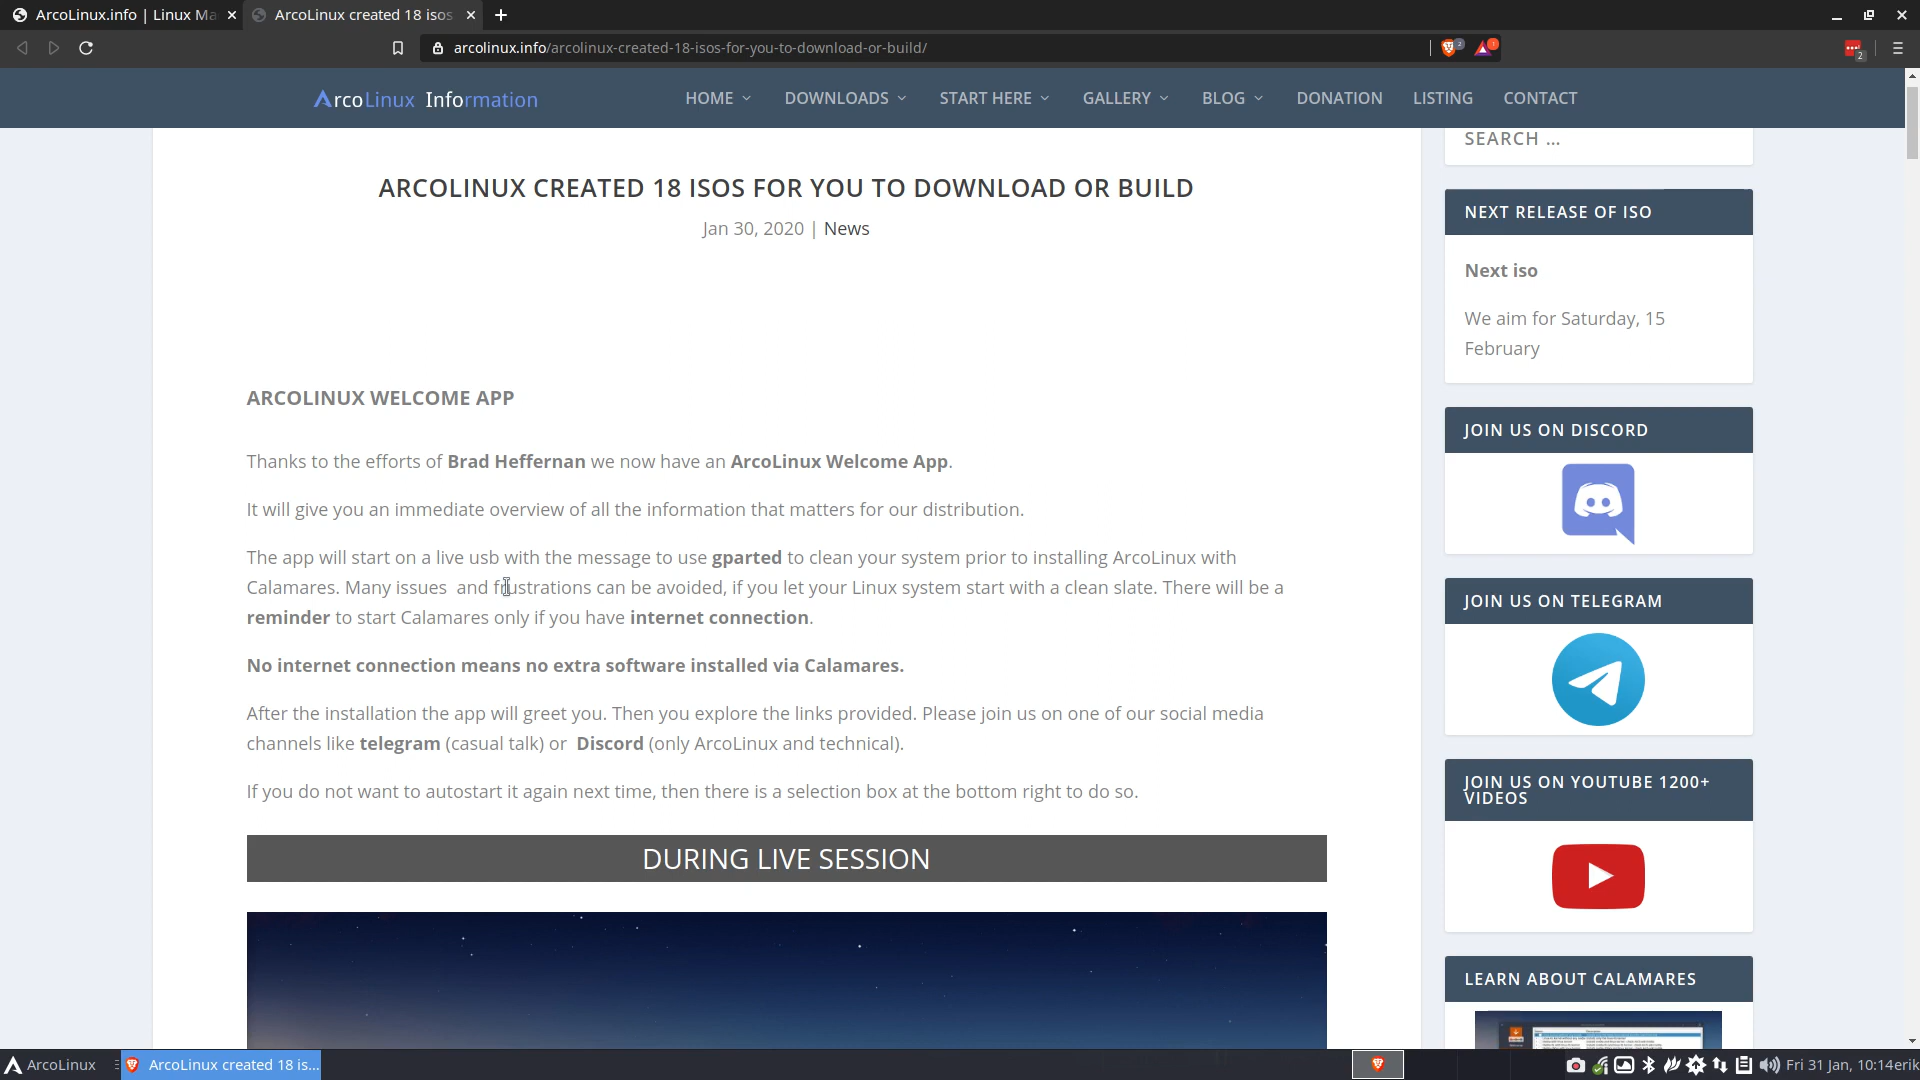 ArcoLinux.info | Linux Ma
ArcoLinux created 18 isos
arcolinux.info/arcolinux-created-18-isos-for-you-to-download-or-build/
2
1
2
ArcoLinux Information
HOME
DOWNLOADS
START HERE
GALLERY
BLOG
DONATION
LISTING
CONTACT
ARCOLINUX CREATED 18 ISOS FOR YOU TO DOWNLOAD OR BUILD
Jan 30, 2020 | News
ARCOLINUX WELCOME APP
Thanks to the efforts of Brad Heffernan we now have an ArcoLinux Welcome App.
It will give you an immediate overview of all the information that matters for our distribution.
The app will start on a live usb with the message to use gparted to clean your system prior to installing ArcoLinux with
Calamares. Many issues  and frustrations can be avoided, if you let your Linux system start with a clean slate. There will be a
reminder to start Calamares only if you have internet connection.
No internet connection means no extra software installed via Calamares.
After the installation the app will greet you. Then you explore the links provided. Please join us on one of our social media
channels like telegram (casual talk) or  Discord (only ArcoLinux and technical).
If you do not want to autostart it again next time, then there is a selection box at the bottom right to do so.
DURING LIVE SESSION
SEARCH ...
NEXT RELEASE OF ISO
Next iso
We aim for Saturday, 15
February
JOIN US ON DISCORD
JOIN US ON TELEGRAM
JOIN US ON YOUTUBE 1200+
VIDEOS
LEARN ABOUT CALAMARES
ArcoLinux
ArcoLinux created 18 is...
Fri 31 Jan, 10:14
erik